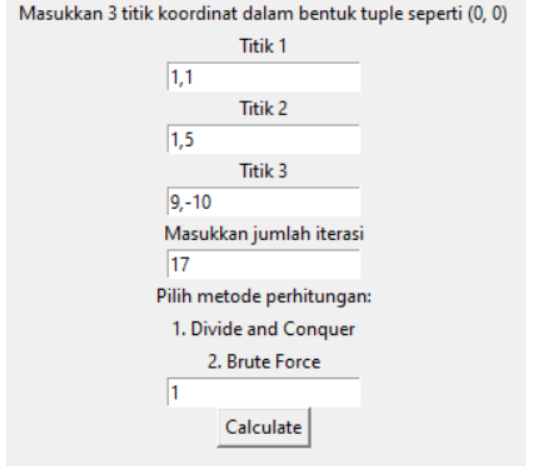 Masukkan 3 titik koordinat dalam bentuk tuple seperti (0, 0)
Titik 1
1,1
Titik 2
1,5
Titik 3
9,-10
Masukkan jumlah iterasi
17
Pilih metode perhitungan:
1. Divide and Conquer
2. Brute Force
1
Calculate